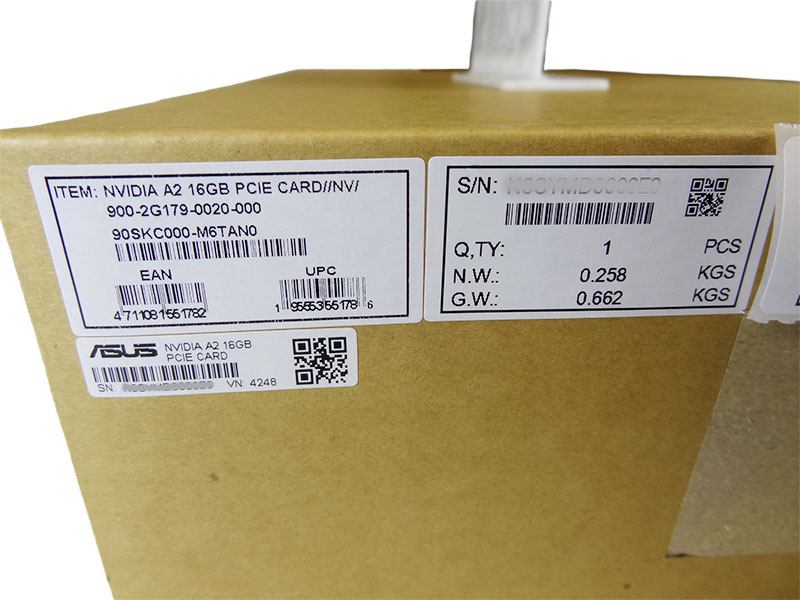 ITEM: NVIDIA A2 16GB PCIE CARD//NV/
900-2G179-0020-000
90SKC000-M6TAN0
EAN
UPC
4711081551782
1 95553 55178 6
S/N:
Q,TY: 1 PCS
N.W.: 0.258 KGS
G.W.: 0.662 KGS
ASUS NVIDIA A2 16GB
PCIE CARD
SN: VN: 4248